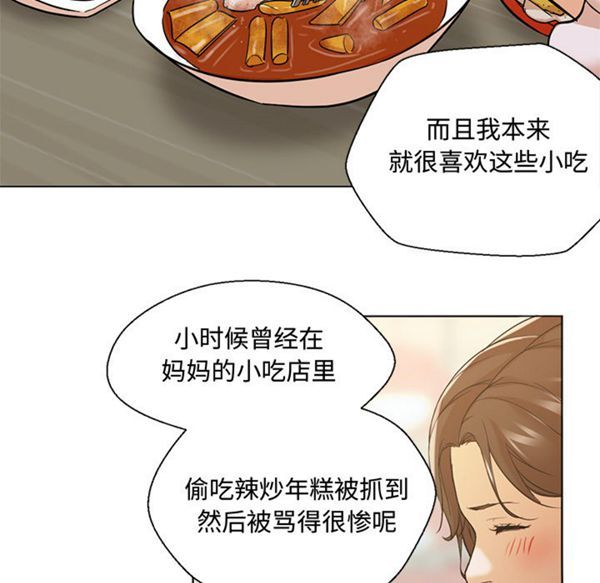 而且我本来
就很喜欢这些小吃
小时候曾经在
妈妈的小吃店里
偷吃辣炒年糕被抓到
然后被骂得很惨呢